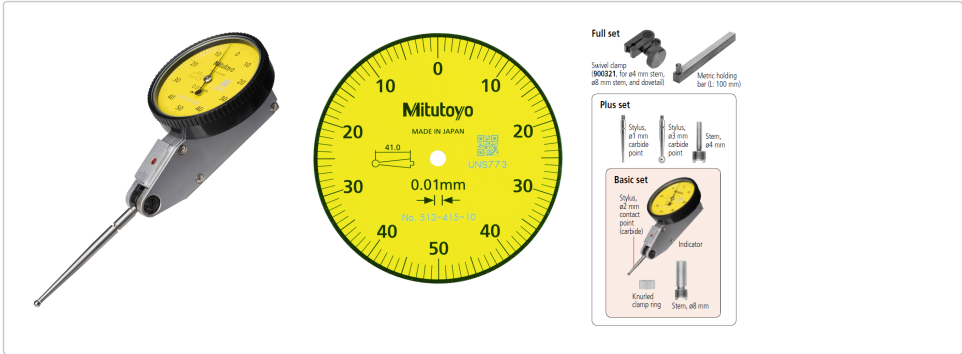 Mitutoyo
0
10
10
Mitutoyo
MADE IN JAPAN
20
20
41.0
UNS773
30
0.01mm
30
No. 513-415-10
40
40
50
Full set
Swivel clamp
(900321, for ø4 mm stem,
ø8 mm stem, and dovetail)
Metric holding
bar (L: 100 mm)
Plus set
Stylus,
ø1 mm
carbide
point
Stylus,
ø3 mm
carbide
point
Stem,
ø4 mm
Basic set
Stylus,
ø2 mm
contact
point
(carbide)
Indicator
Knurled
clamp ring
Stem, ø8 mm